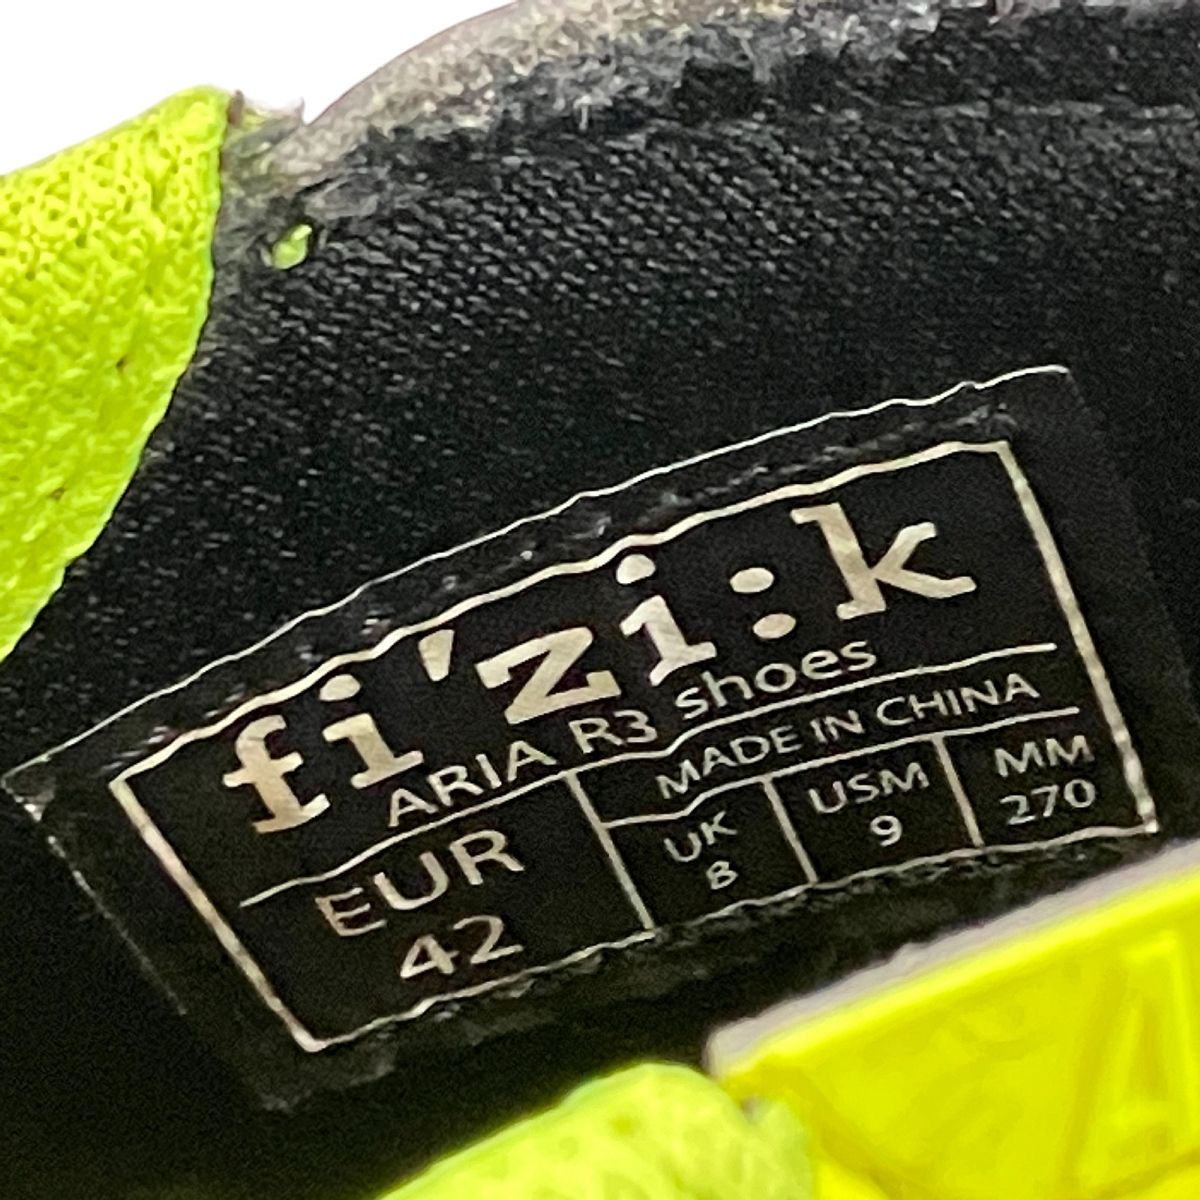 fi'zi:k
ARIA R3 shoes
MADE IN CHINA
EUR
42
UK
8
USM
9
MM
270